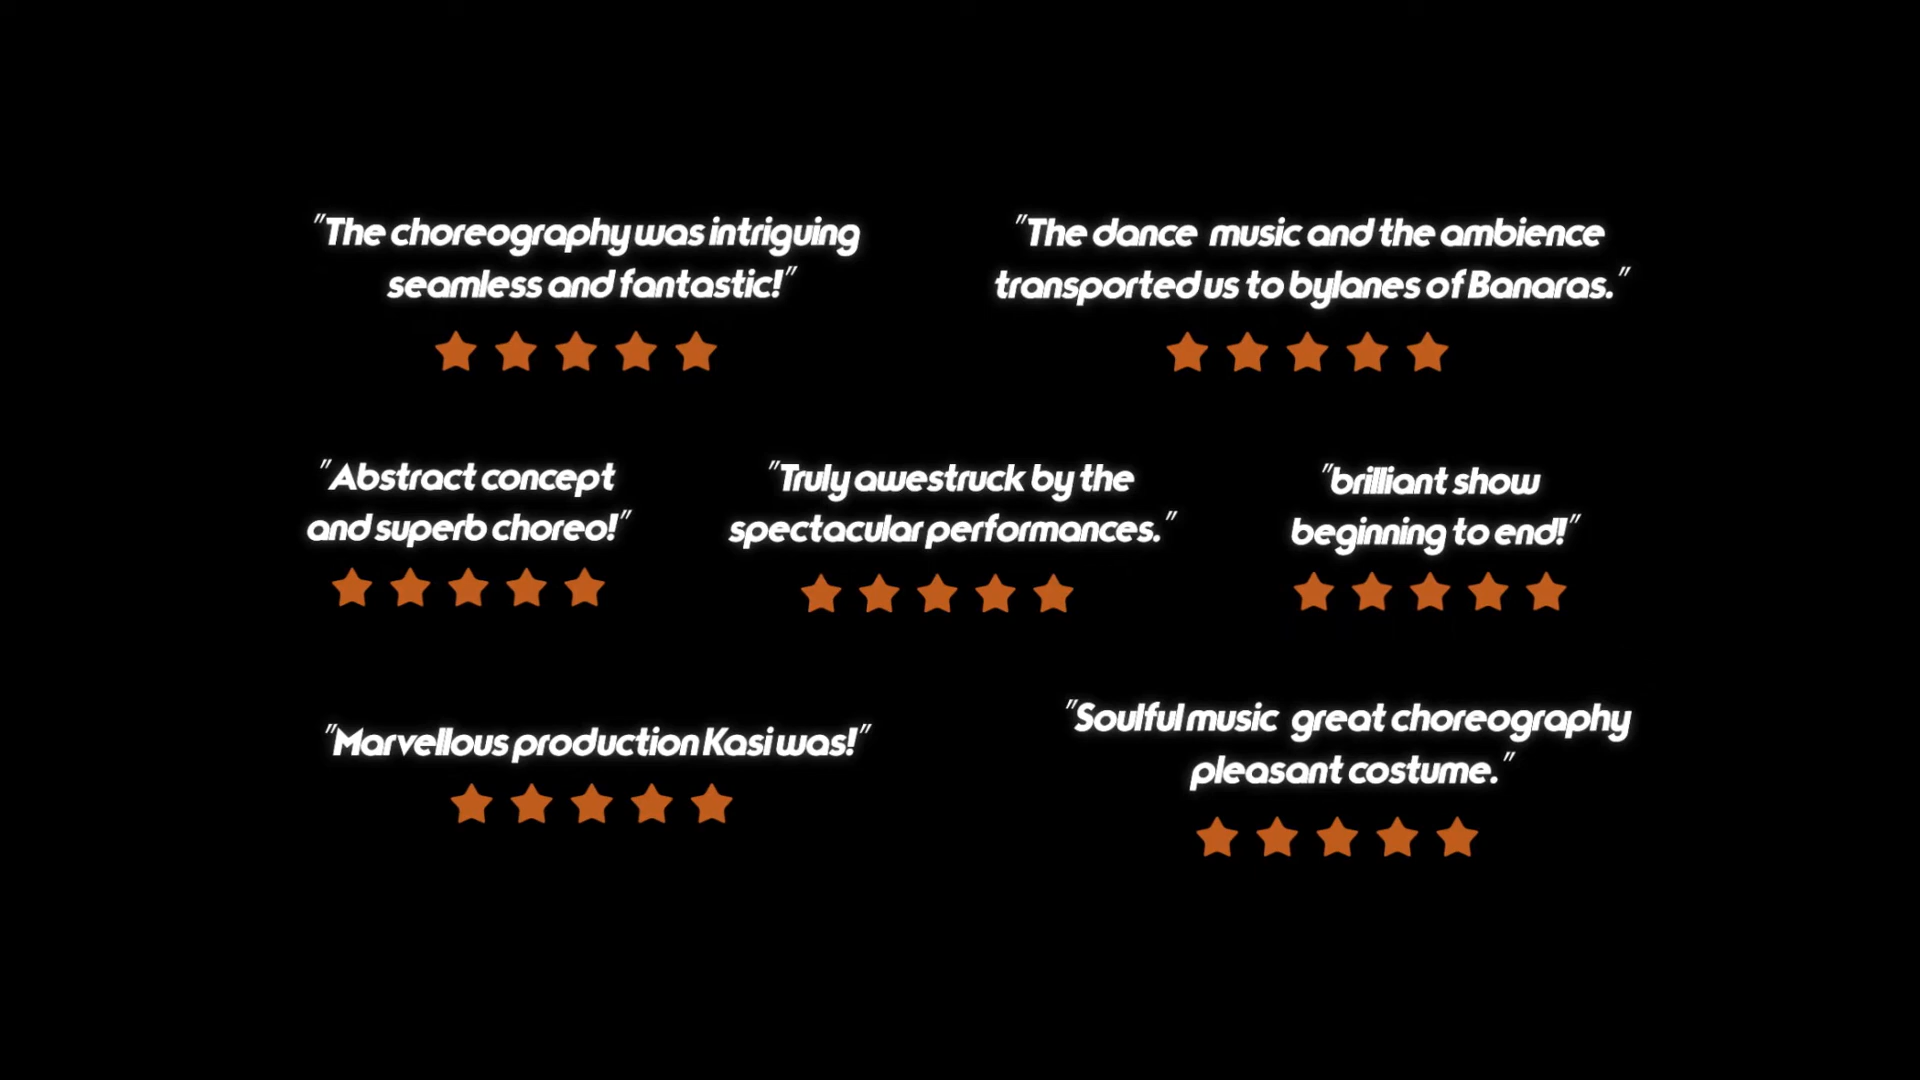 "The choreography was intriguing
seamless and fantastic!"
"The dance music and the ambience
transported us to bylanes of Banaras."
"Abstract concept
and superb choreo!"
"Truly awestruck by the
spectacular performances."
"brilliant show
beginning to end!"
"Marvellous production Kasi was!"
"Soulful music great choreography
pleasant costume."